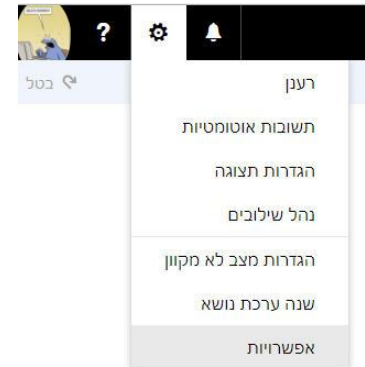 ?
בטל
רענן
תשובות אוטומטיות
הגדרות תצוגה
נהל שילובים
הגדרות מצב לא מקוון
שנה ערכת נושא
אפשרויות